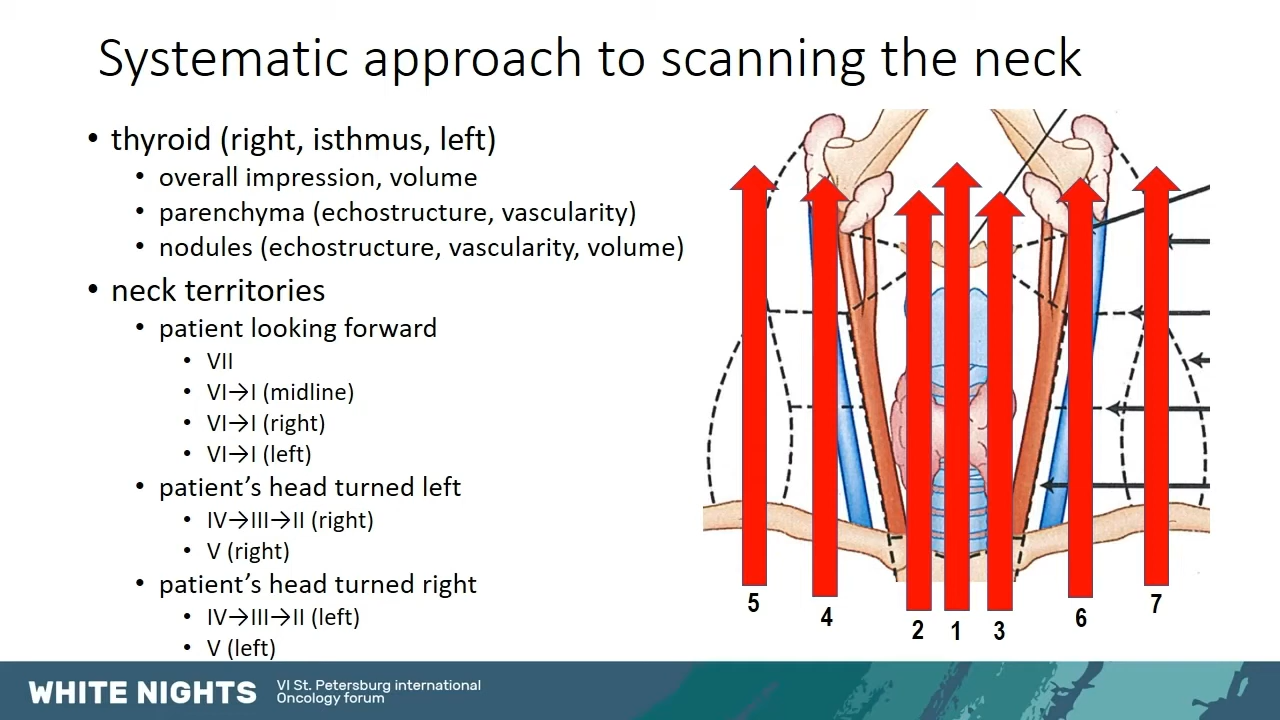 Systematic approach to scanning the neck
• thyroid (right, isthmus, left)
• overall impression, volume
• parenchyma (echostructure, vascularity)
• nodules (echostructure, vascularity, volume)
• neck territories
• patient looking forward
• VII
• VI→I (midline)
• VI→I (right)
• VI→I (left)
• patient’s head turned left
• IV→III→II (right)
• V (right)
• patient’s head turned right
• IV→III→II (left)
• V (left)
5
4
2
1
3
6
7
WHITE NIGHTS
VI St. Petersburg international
Oncology forum